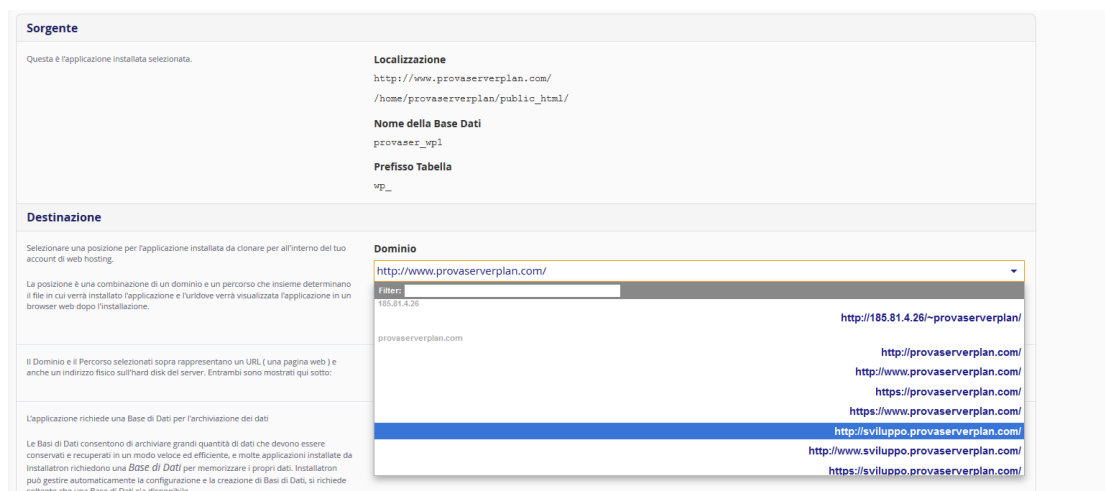 Sorgente
Questa è l'applicazione installata selezionata.
Localizzazione
http://www.provaserverplan.com/
/home/provaserverplan/public_html/
Nome della Base Dati
provaser_wp1
Prefisso Tabella
wp_
Destinazione
Selezionare una posizione per l'applicazione installata da clonare per all'interno del tuo
account di web hosting.
La posizione è una combinazione di un dominio e un percorso che insieme determinano
il file in cui verrà installato l'applicazione e l'urldove verrà visualizzata l'applicazione in un
browser web dopo l'installazione.
Dominio
http://www.provaserverplan.com/
Filter:
185.81.4.26
http://185.81.4.26/~provaserverplan/
provaserverplan.com
http://provaserverplan.com/
http://www.provaserverplan.com/
https://provaserverplan.com/
https://www.provaserverplan.com/
http://sviluppo.provaserverplan.com/
http://www.sviluppo.provaserverplan.com/
https://sviluppo.provaserverplan.com/
Il Dominio e il Percorso selezionati sopra rappresentano un URL ( una pagina web ) e
anche un indirizzo fisico sull'hard disk del server. Entrambi sono mostrati qui sotto:
L'applicazione richiede una Base di Dati per l'archiviazione dei dati
Le Basi di Dati consentono di archiviare grandi quantità di dati che devono essere
conservati e recuperati in un modo veloce ed efficiente, e molte applicazioni installate da
Installatron richiedono una Base di Dati per memorizzare i propri dati. Installatron
può gestire automaticamente la configurazione e la creazione di Basi di Dati, si richiede
soltanto che una Base di Dati sia disponibile.